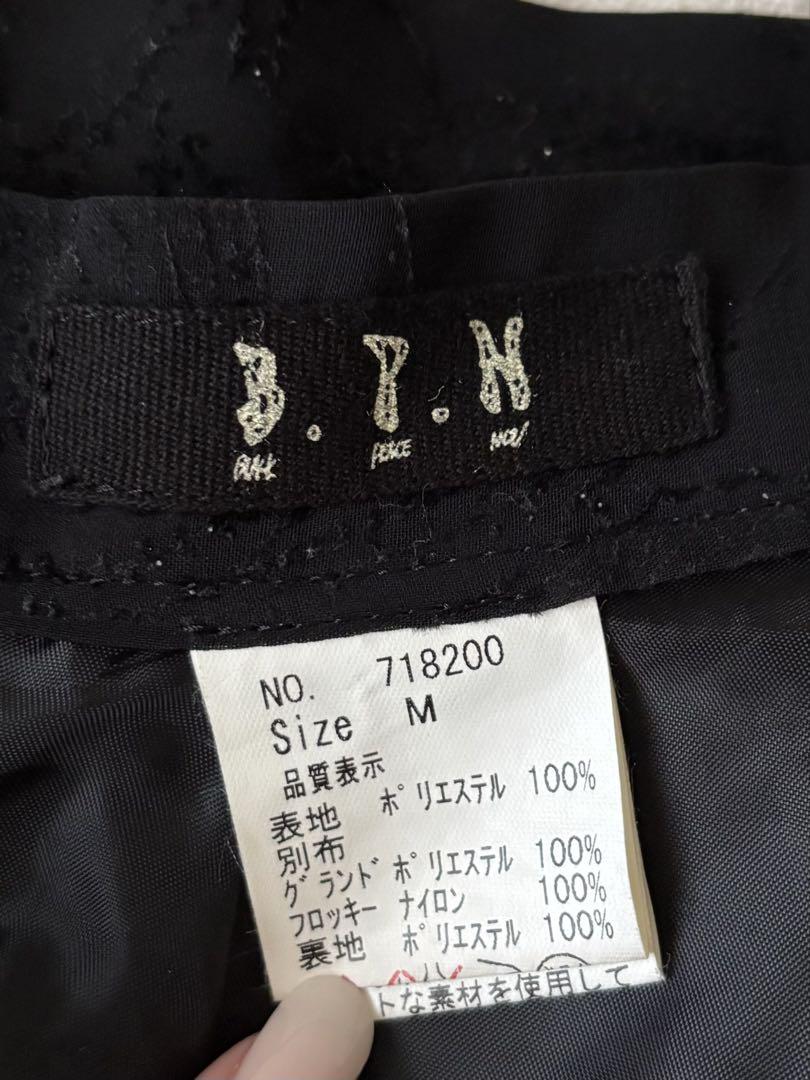 B.P.N
PEACE NOW
NO. 718200
Size M
品質表示
表地 ポリエステル 100%
別布
グランド ポリエステル 100%
フロッキー ナイロン 100%
裏地 ポリエステル 100%
トな素材を使用して